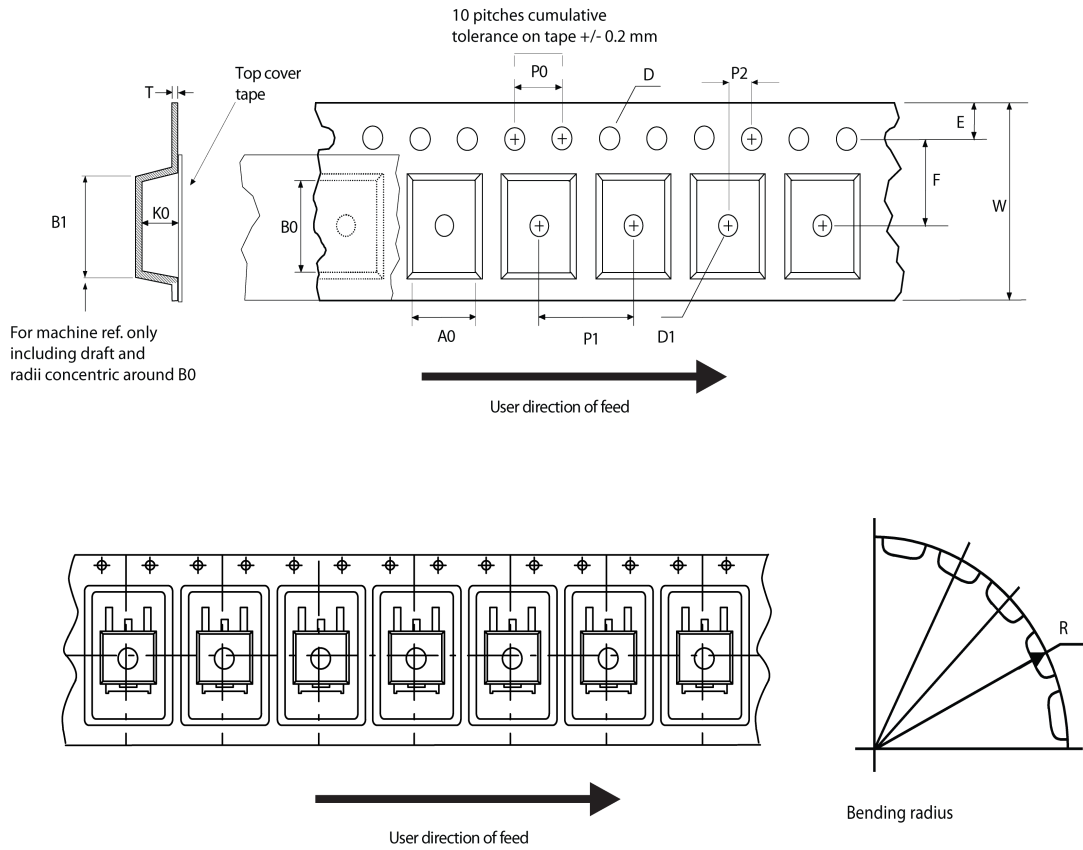 10 pitches cumulative
tolerance on tape +/- 0.2 mm
P0
D
P2
T
Top cover
tape
E
F
W
B1
K0
B0
For machine ref. only
including draft and
radii concentric around B0
A0
P1
D1
User direction of feed
R
Bending radius
User direction of feed